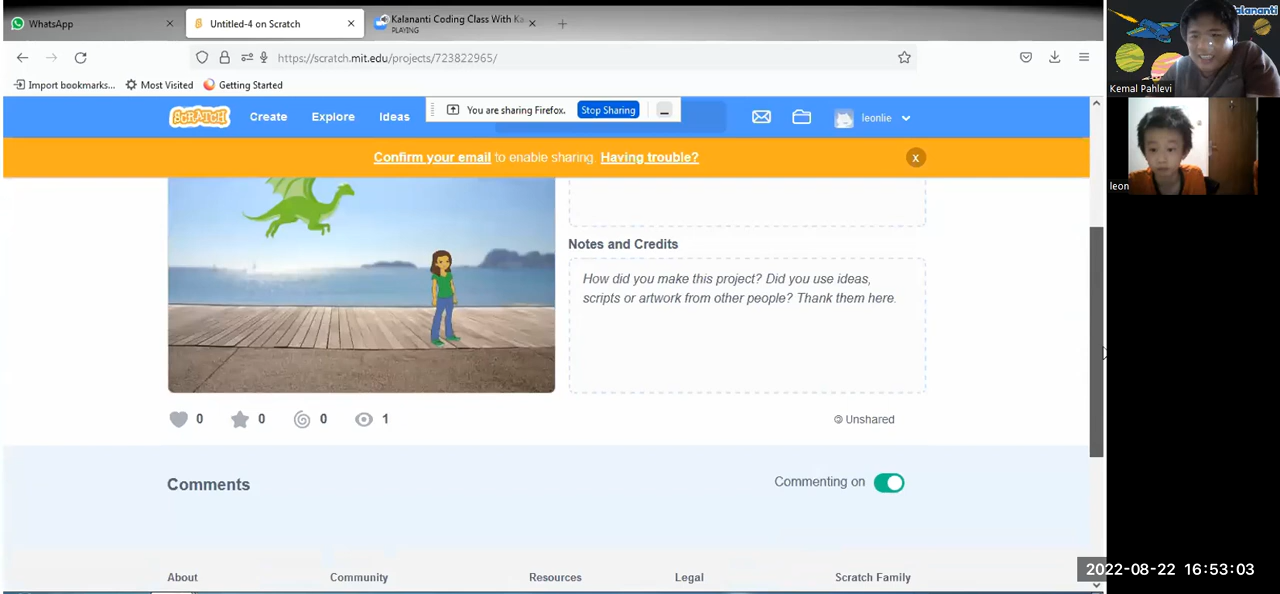 WhatsApp
Untitled-4 on Scratch
Kalananti Coding Class With Ka
PLAYING
https://scratch.mit.edu/projects/723822965/
Import bookmarks...
Most Visited
Getting Started
SCRATCH
Create
Explore
Ideas
You are sharing Firefox.
Stop Sharing
leonlie
Confirm your email to enable sharing. Having trouble?
x
Notes and Credits
How did you make this project? Did you use ideas,
scripts or artwork from other people? Thank them here.
0
0
0
1
Unshared
Comments
Commenting on
About
Community
Resources
Legal
Scratch Family
Kalananti
Kemal Pahlevi
leon
2022-08-22 16:53:03